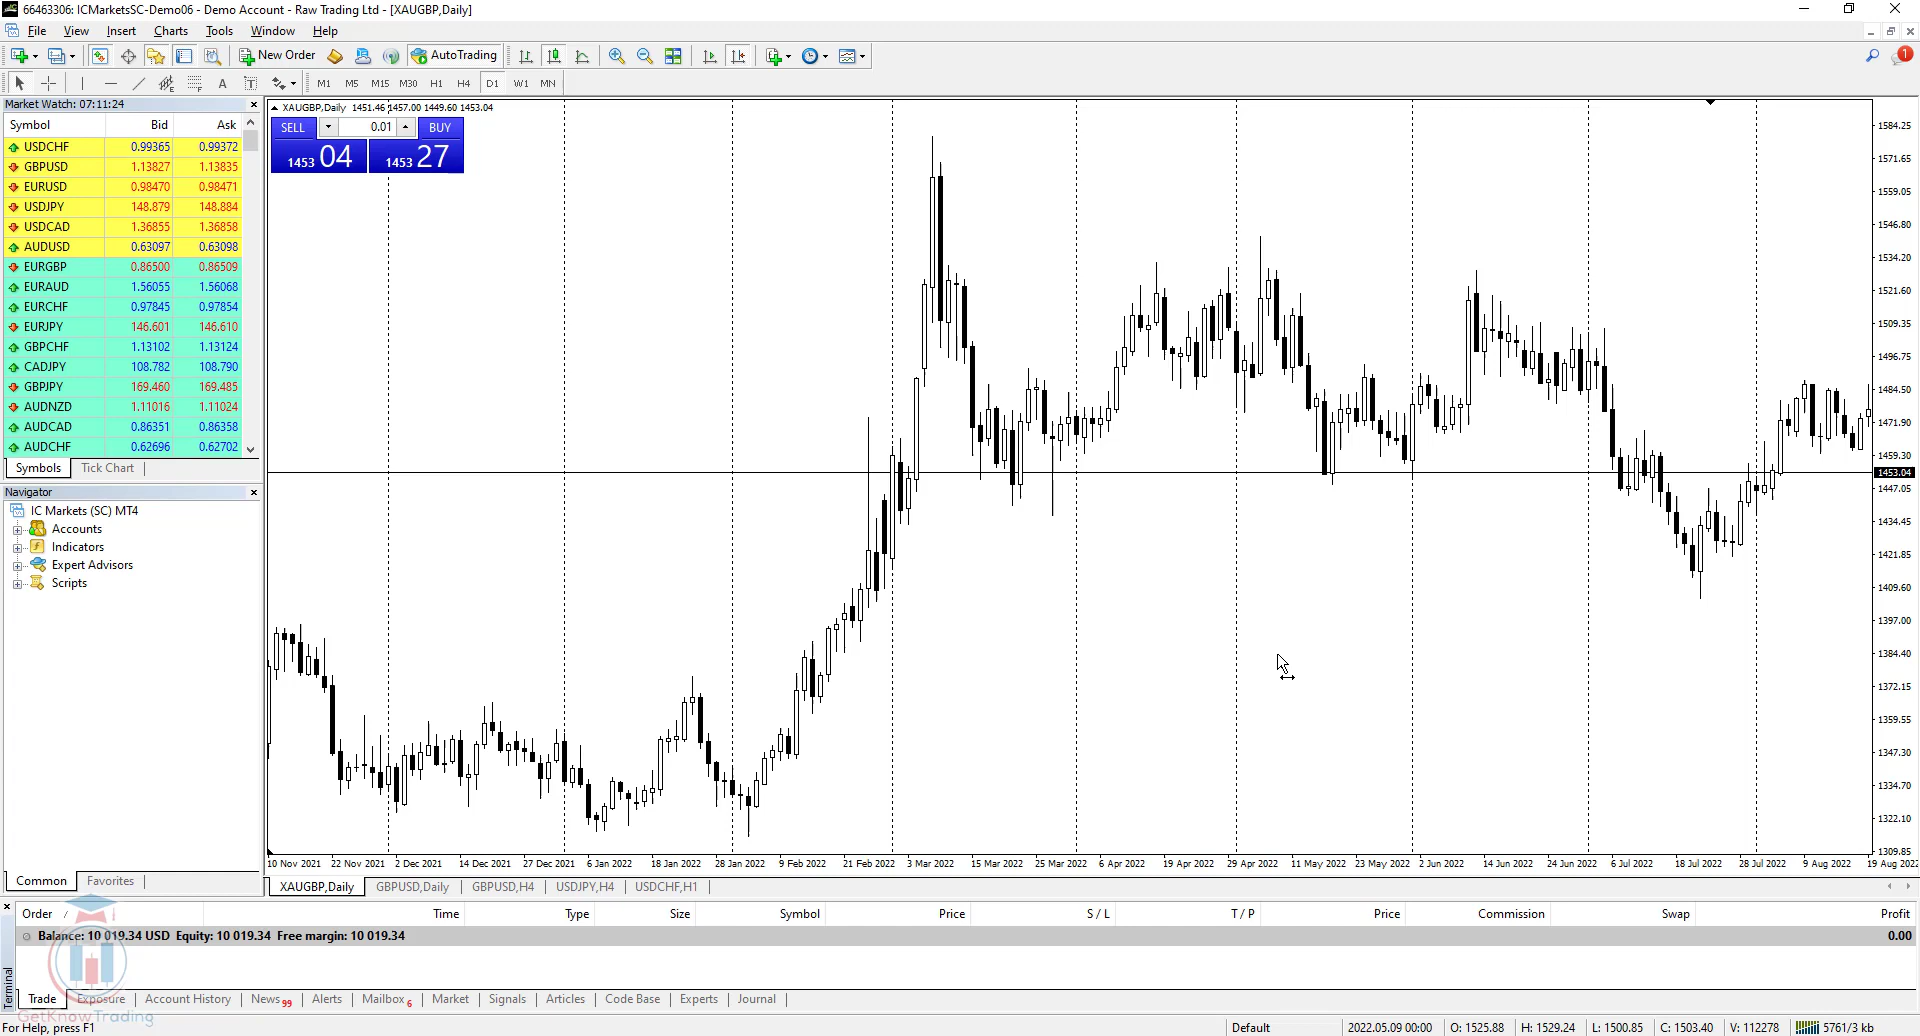 66463306: ICMarketsSC-Demo06 - Demo Account - Raw Trading Ltd - [XAUGBP,Daily]
File View Insert Charts Tools Window Help
New Order AutoTrading
A T M1 M5 M15 M30 H1 H4 D1 W1 MN
Market Watch: 07:11:24
Symbol Bid Ask
USDCHF 0.99365 0.99372
GBPUSD 1.13827 1.13835
EURUSD 0.98470 0.98471
USDJPY 148.879 148.884
USDCAD 1.36855 1.36858
AUDUSD 0.63097 0.63098
EURGBP 0.86500 0.86509
EURAUD 1.56055 1.56068
EURCHF 0.97845 0.97854
EURJPY 146.601 146.610
GBPCHF 1.13102 1.13124
CADJPY 108.782 108.790
GBPJPY 169.460 169.485
AUDNZD 1.11016 1.11024
AUDCAD 0.86351 0.86358
AUDCHF 0.62696 0.62702
Symbols Tick Chart
Navigator
IC Markets (SC) MT4
Accounts
Indicators
Expert Advisors
Scripts
Common Favorites
XAUGBP,Daily 1451.46 1457.00 1449.60 1453.04
SELL 0.01 BUY
1453 04 1453 27
1584.25
1571.65
1559.05
1546.80
1534.20
1521.60
1509.35
1496.75
1484.50
1471.90
1459.30
1453.04
1447.05
1434.45
1421.85
1409.60
1397.00
1384.40
1372.15
1359.55
1347.30
1334.70
1322.10
1309.85
10 Nov 2021 22 Nov 2021 2 Dec 2021 14 Dec 2021 27 Dec 2021 6 Jan 2022 18 Jan 2022 28 Jan 2022 9 Feb 2022 21 Feb 2022 3 Mar 2022 15 Mar 2022 25 Mar 2022 6 Apr 2022 19 Apr 2022 29 Apr 2022 11 May 2022 23 May 2022 2 Jun 2022 14 Jun 2022 24 Jun 2022 6 Jul 2022 18 Jul 2022 28 Jul 2022 9 Aug 2022 19 Aug 2022
XAUGBP,Daily GBPUSD,Daily GBPUSD,H4 USDJPY,H4 USDCHF,H1
Order / Time Type Size Symbol Price S / L T / P Price Commission Swap Profit
Balance: 10 019.34 USD Equity: 10 019.34 Free margin: 10 019.34 0.00
Terminal
Trade Exposure Account History News 99 Alerts Mailbox 6 Market Signals Articles Code Base Experts Journal
GetKnowTrading
For Help, press F1 Default 2022.05.09 00:00 O: 1525.88 H: 1529.24 L: 1500.85 C: 1503.40 V: 112278 5761/3 kb